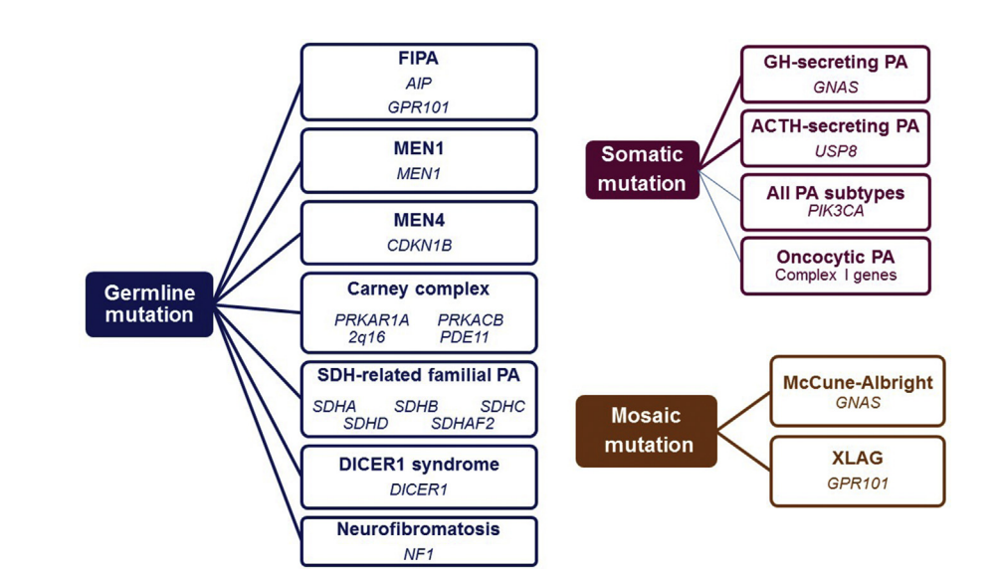 Germline
mutation
FIPA
AIP
GPR101
MEN1
MEN1
MEN4
CDKN1B
Carney complex
PRKAR1A PRKACB
2q16 PDE11
SDH-related familial PA
SDHA SDHB SDHC
SDHD SDHAF2
DICER1 syndrome
DICER1
Neurofibromatosis
NF1
Somatic
mutation
GH-secreting PA
GNAS
ACTH-secreting PA
USP8
All PA subtypes
PIK3CA
Oncocytic PA
Complex I genes
Mosaic
mutation
McCune-Albright
GNAS
XLAG
GPR101